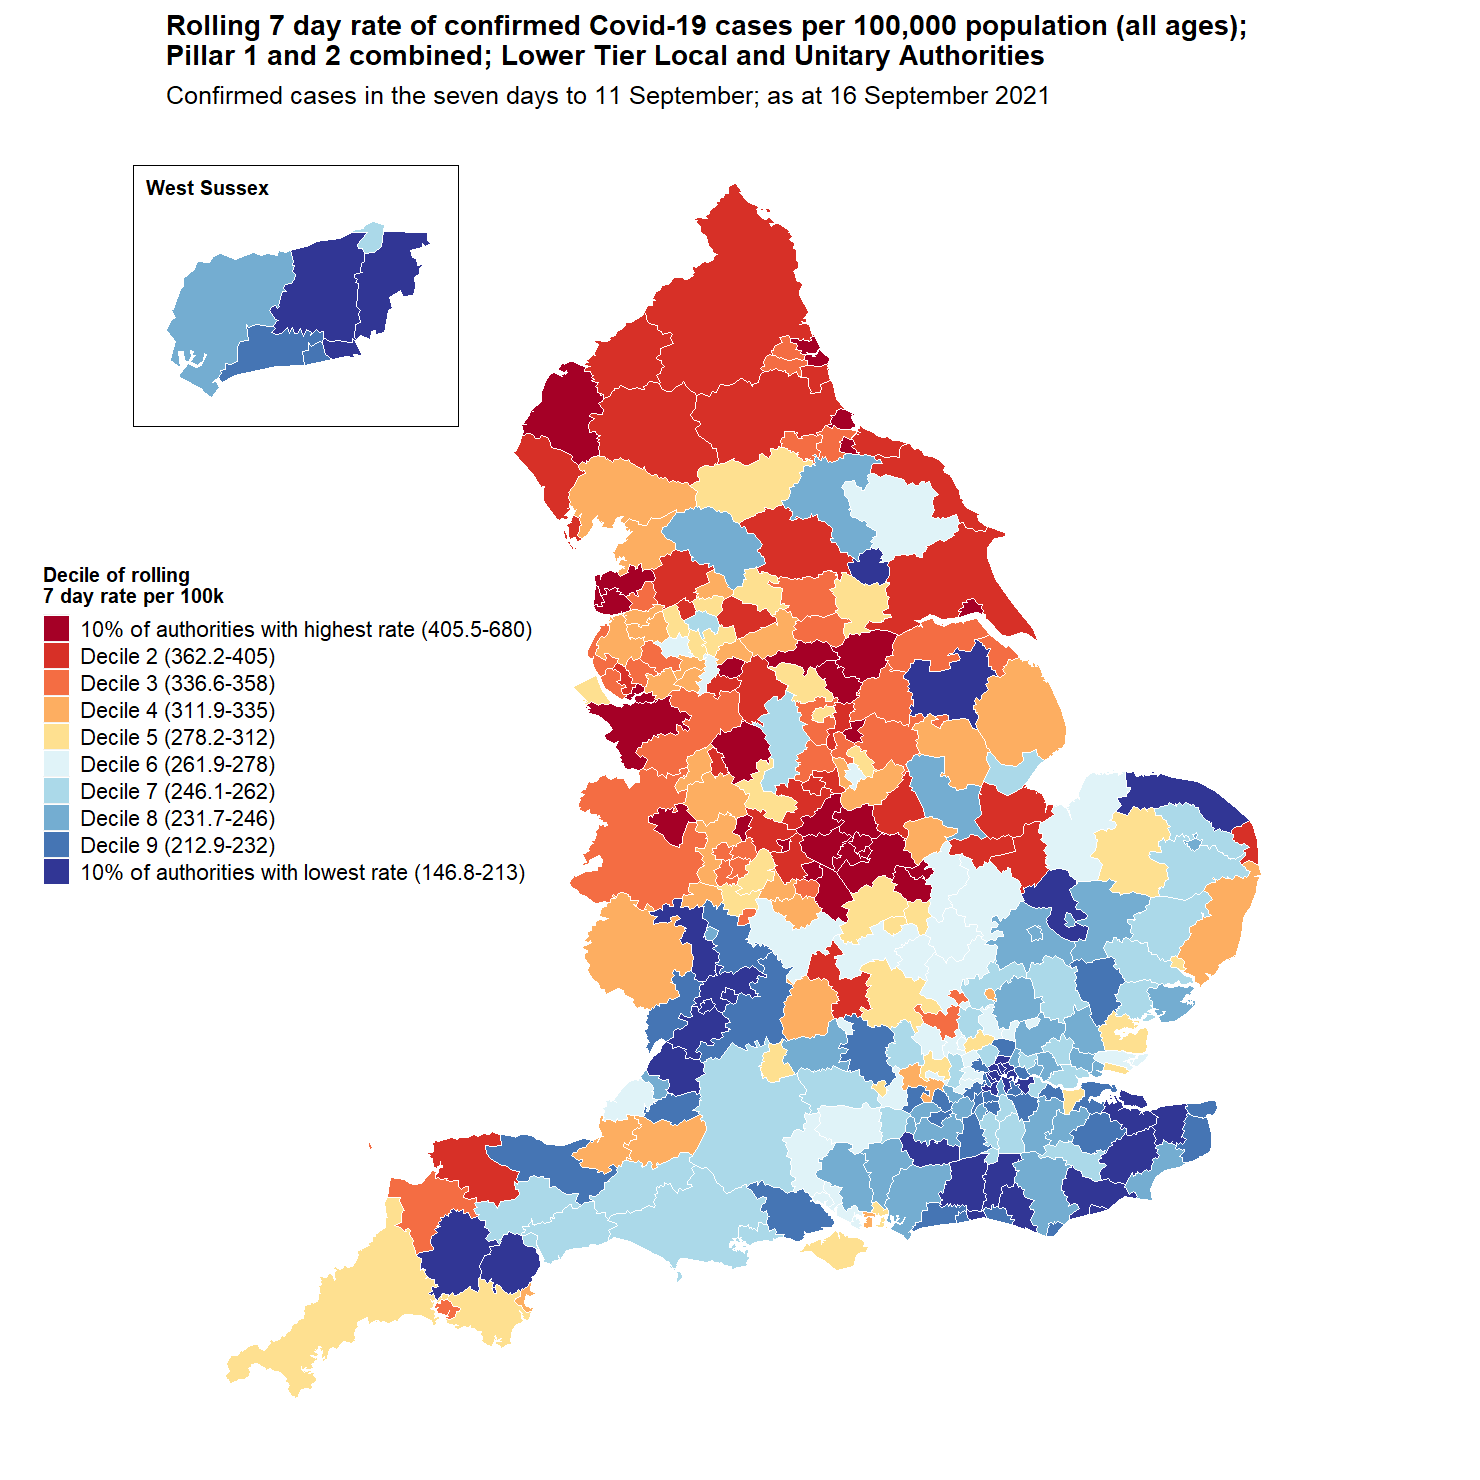 Rolling 7 day rate of confirmed Covid-19 cases per 100,000 population (all ages);
Pillar 1 and 2 combined; Lower Tier Local and Unitary Authorities
Confirmed cases in the seven days to 11 September; as at 16 September 2021
West Sussex
Decile of rolling
7 day rate per 100k
10% of authorities with highest rate (405.5-680)
Decile 2 (362.2-405)
Decile 3 (336.6-358)
Decile 4 (311.9-335)
Decile 5 (278.2-312)
Decile 6 (261.9-278)
Decile 7 (246.1-262)
Decile 8 (231.7-246)
Decile 9 (212.9-232)
10% of authorities with lowest rate (146.8-213)